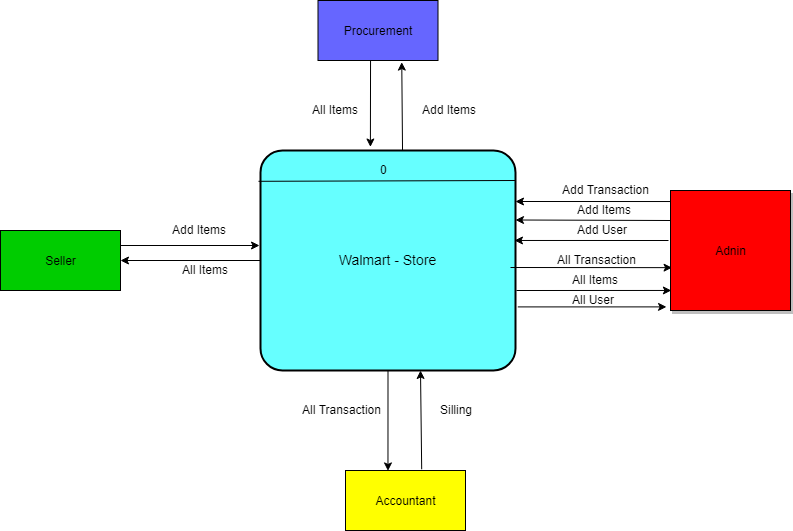 Procurement
All Items
Add Items
0
Add Transaction
Add Items
Add User
Add Items
Seller
All Items
Walmart - Store
Adnin
All Transaction
All Items
All User
All Transaction
Silling
Accountant